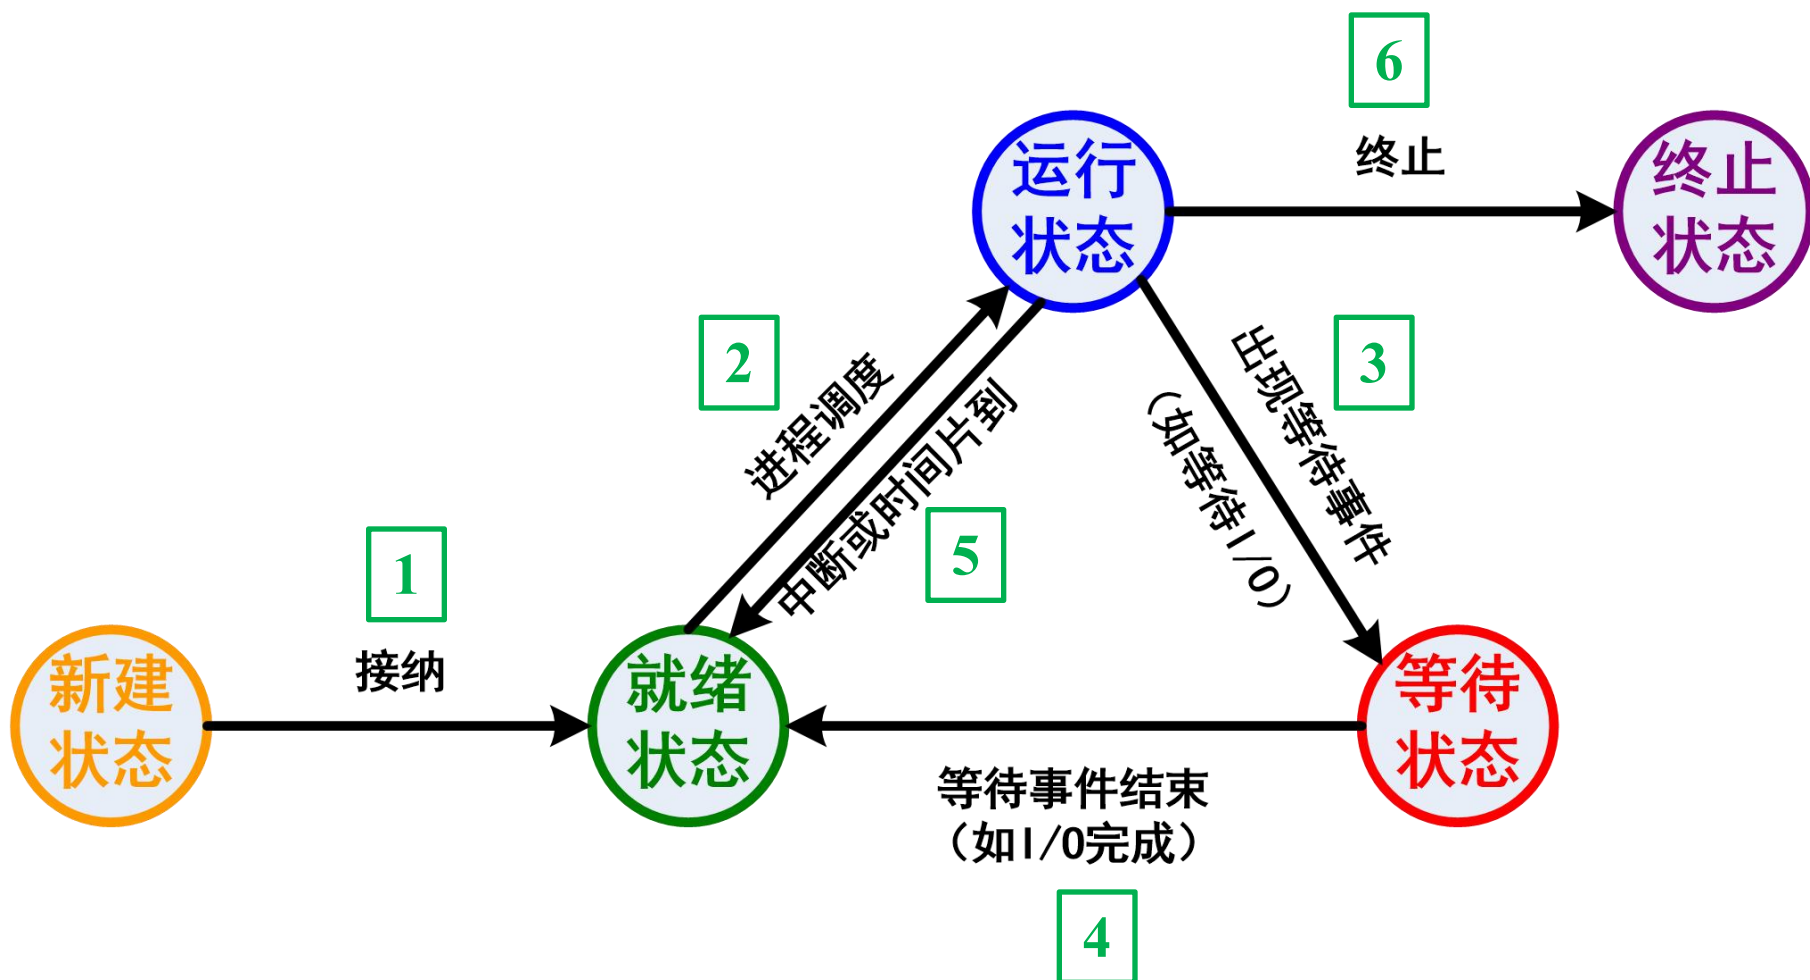 6
终止
运行
状态
终止
状态
2
进程调度
中断或时间片到
5
出现等待事件
(如等待I/O)
3
1
接纳
新建
状态
就绪
状态
等待
状态
等待事件结束
(如I/O完成)
4